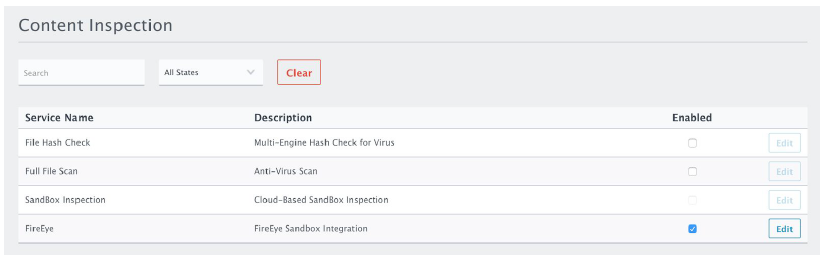 Content Inspection
Search All States Clear
Service Name Description Enabled
File Hash Check Multi-Engine Hash Check for Virus Edit
Full File Scan Anti-Virus Scan Edit
SandBox Inspection Cloud-Based SandBox Inspection Edit
FireEye FireEye Sandbox Integration Edit